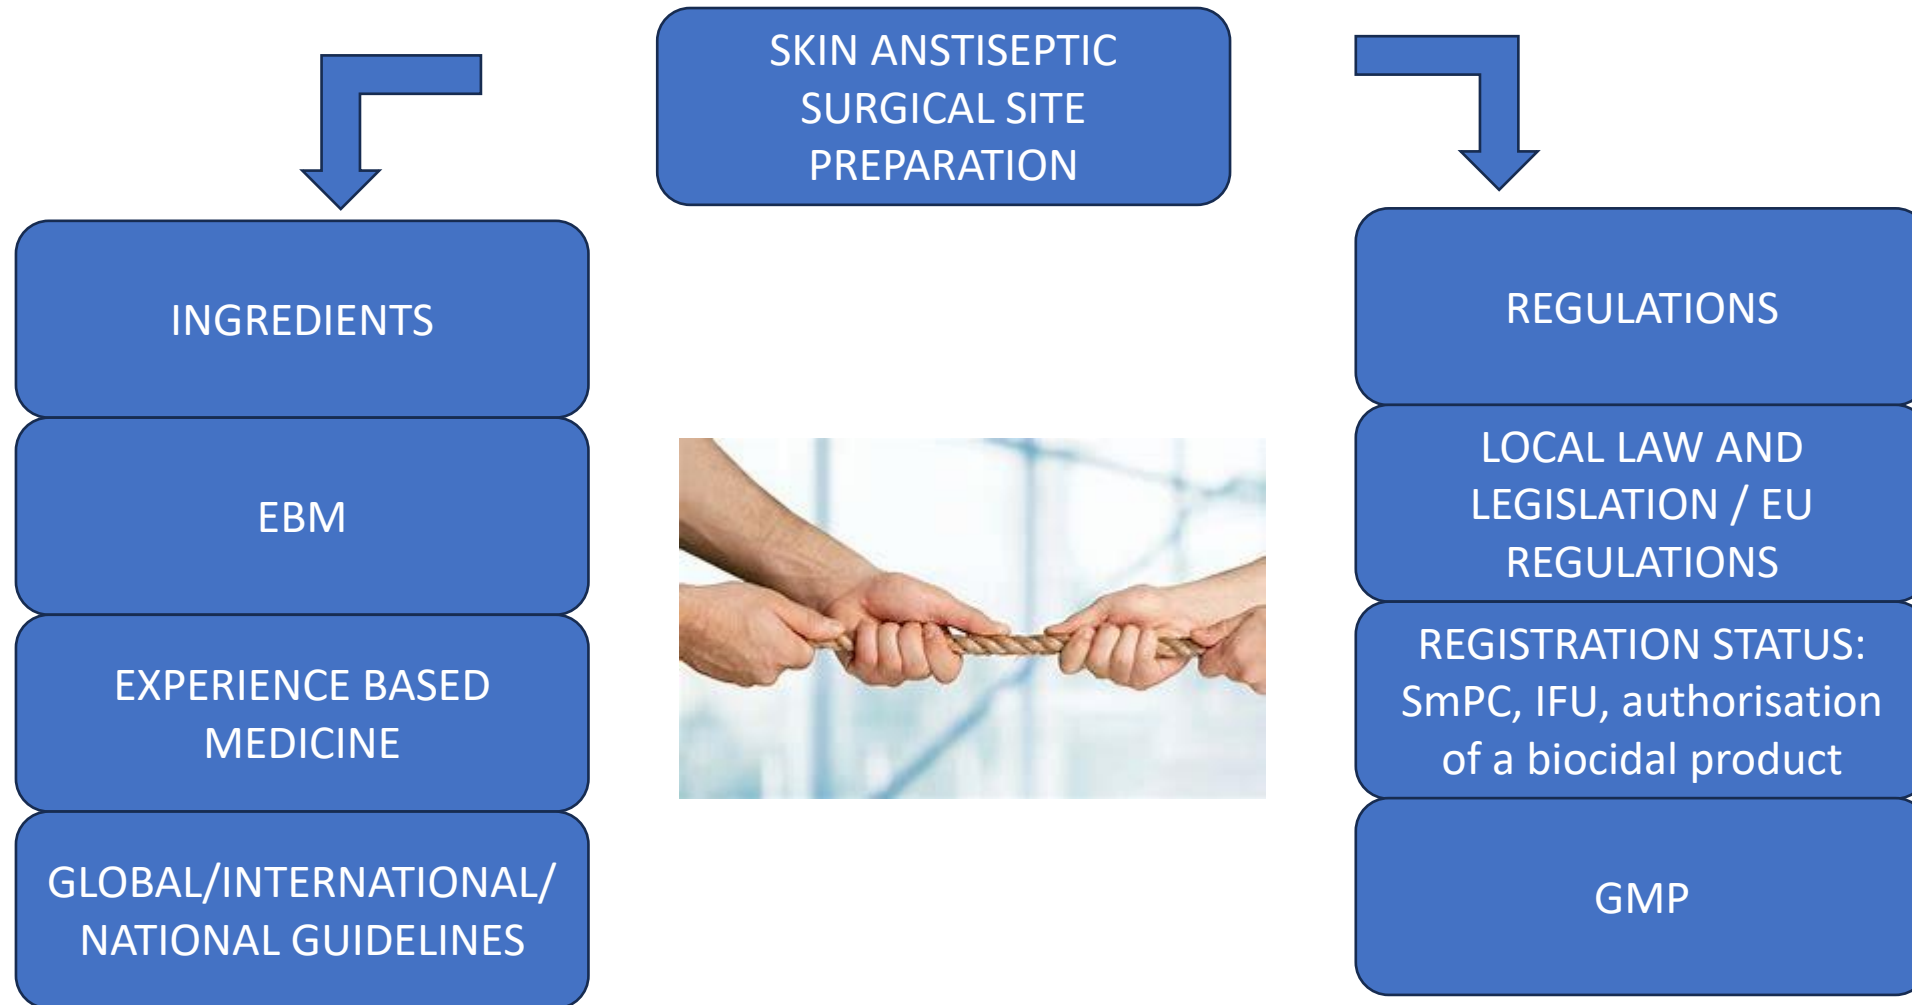 SKIN ANSTISEPTIC
SURGICAL SITE
PREPARATION
INGREDIENTS
EBM
EXPERIENCE BASED
MEDICINE
GLOBAL/INTERNATIONAL/
NATIONAL GUIDELINES
REGULATIONS
LOCAL LAW AND
LEGISLATION / EU
REGULATIONS
REGISTRATION STATUS:
SmPC, IFU, authorisation
of a biocidal product
GMP